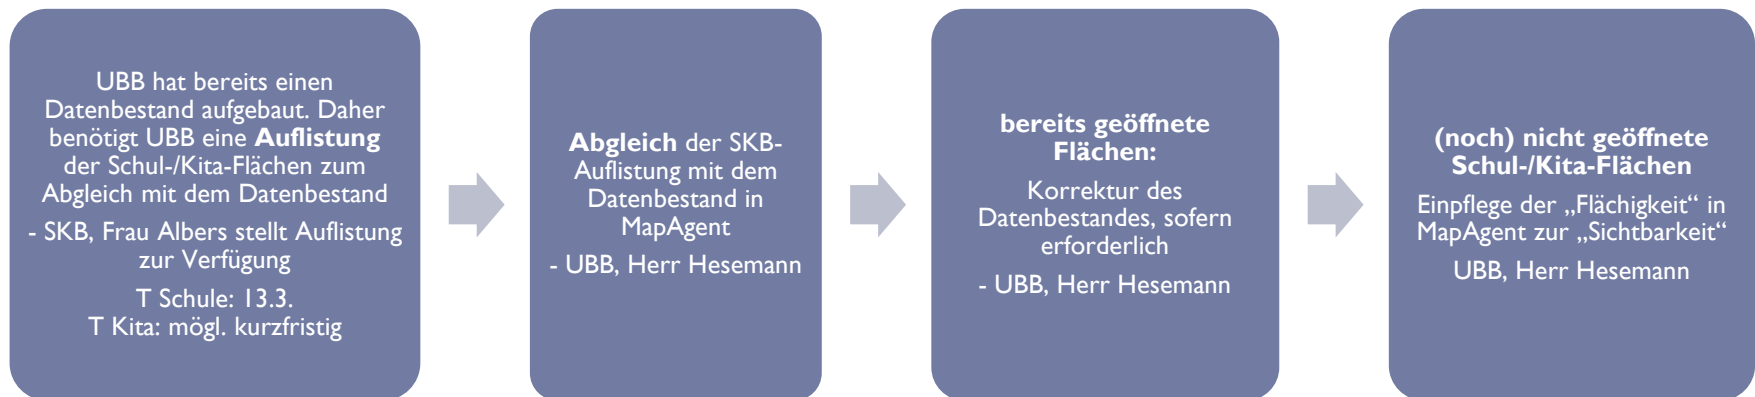 UBB hat bereits einen
Datenbestand aufgebaut. Daher
benötigt UBB eine Auflistung
der Schul-/Kita-Flächen zum
Abgleich mit dem Datenbestand
- SKB, Frau Albers stellt Auflistung
zur Verfügung
T Schule: 13.3.
T Kita: mögl. kurzfristig
Abgleich der SKB-
Auflistung mit dem
Datenbestand in
MapAgent
- UBB, Herr Hesemann
bereits geöffnete
Flächen:
Korrektur des
Datenbestandes, sofern
erforderlich
- UBB, Herr Hesemann
(noch) nicht geöffnete
Schul-/Kita-Flächen
Einpflege der „Flächigkeit“ in
MapAgent zur „Sichtbarkeit“
UBB, Herr Hesemann